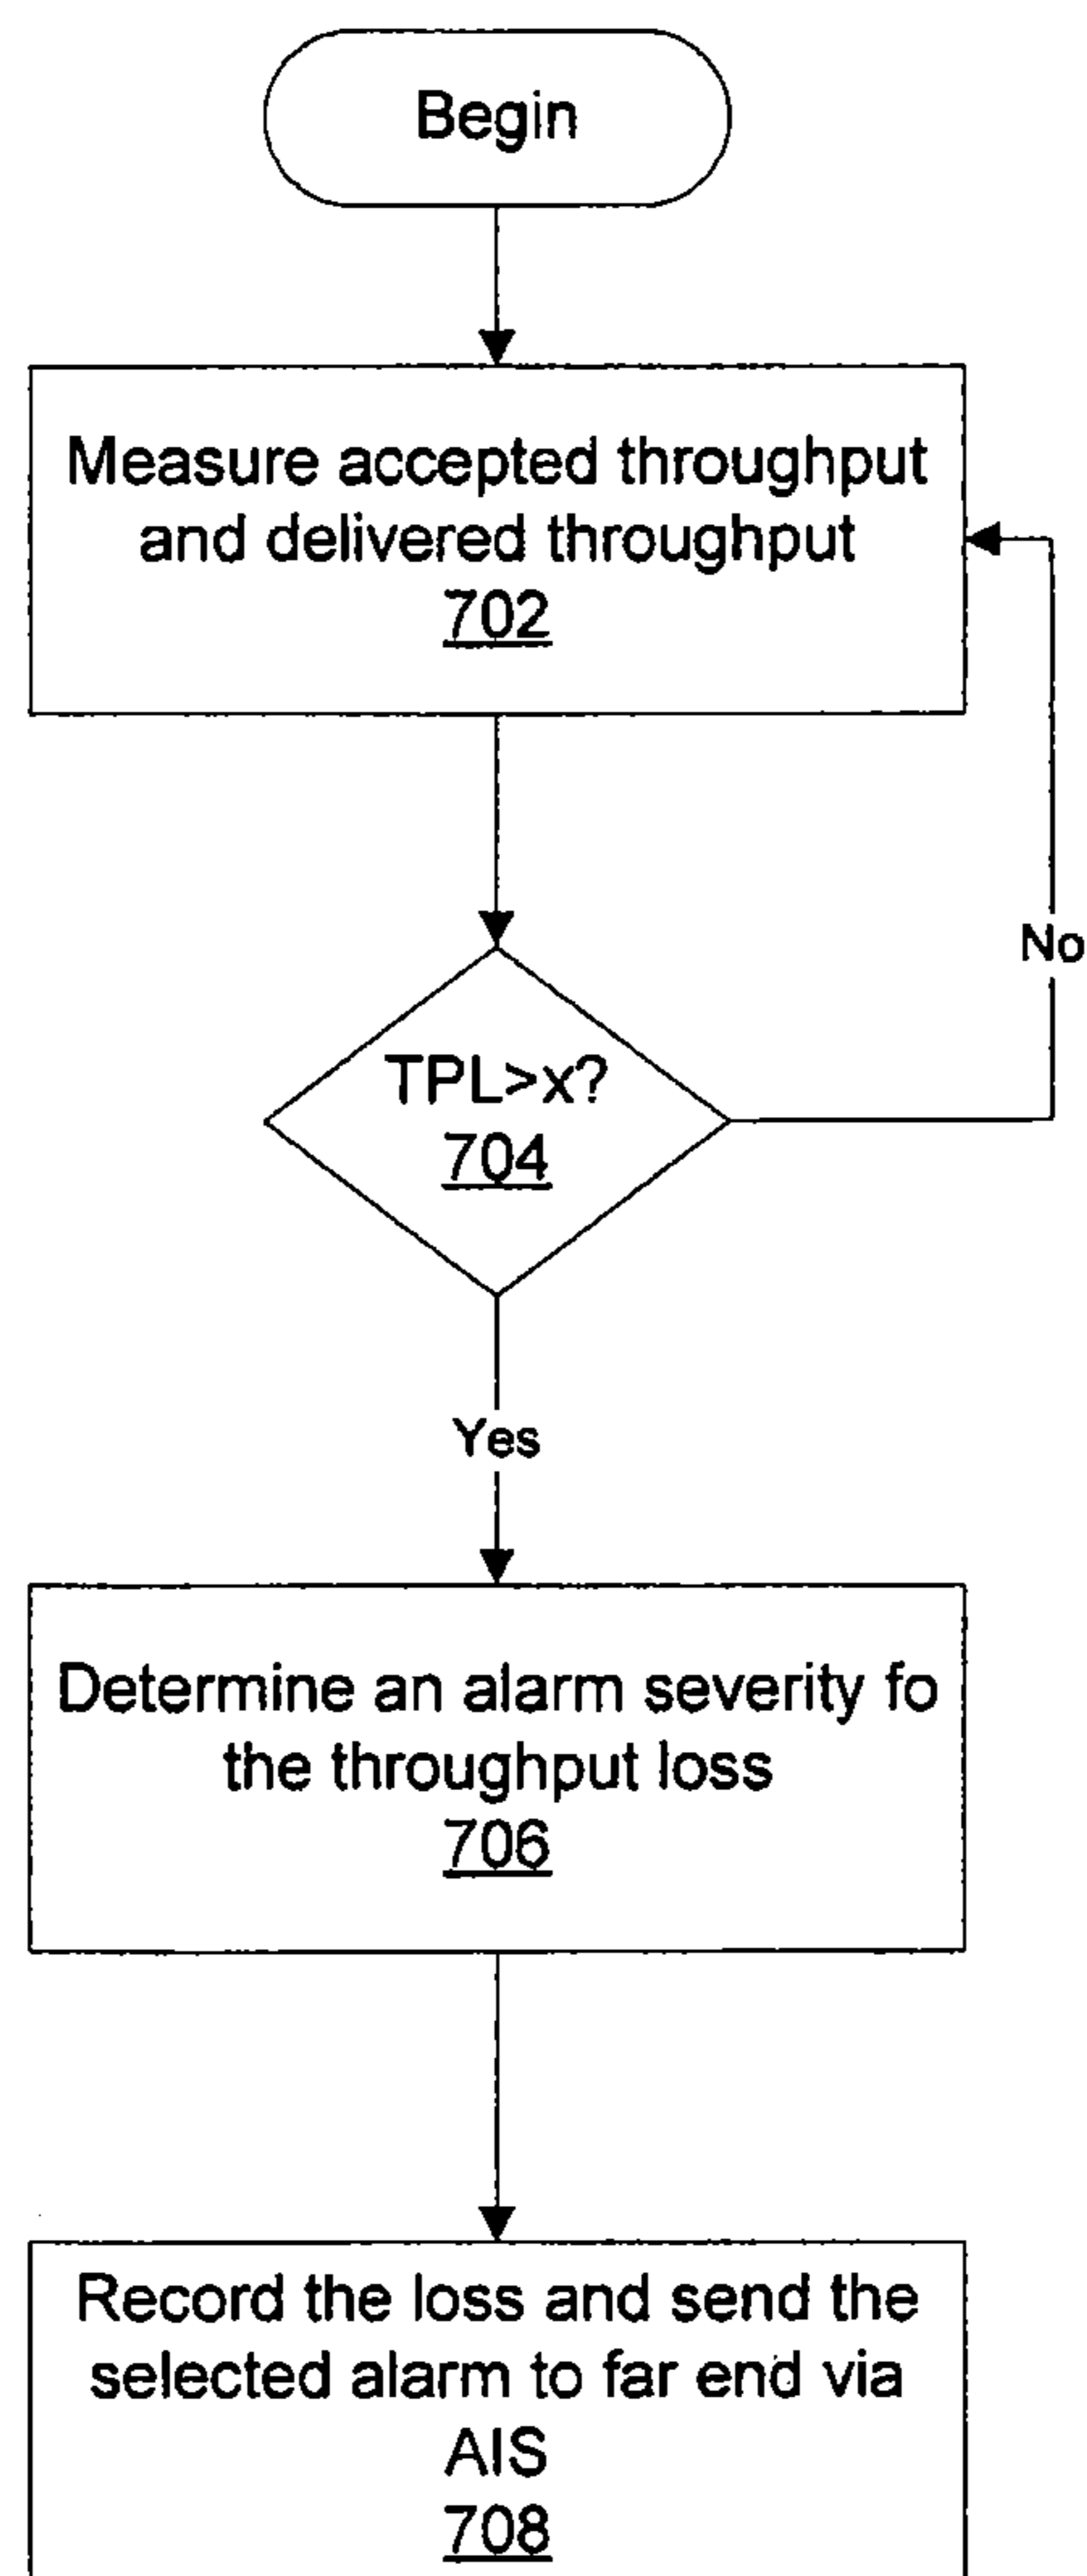 Begin
Measure accepted throughput
and delivered throughput
702
No
TPL>x?
704
Yes
Determine an alarm severity fo
the throughput loss
706
Record the loss and send the
selected alarm to far end via
AIS
708